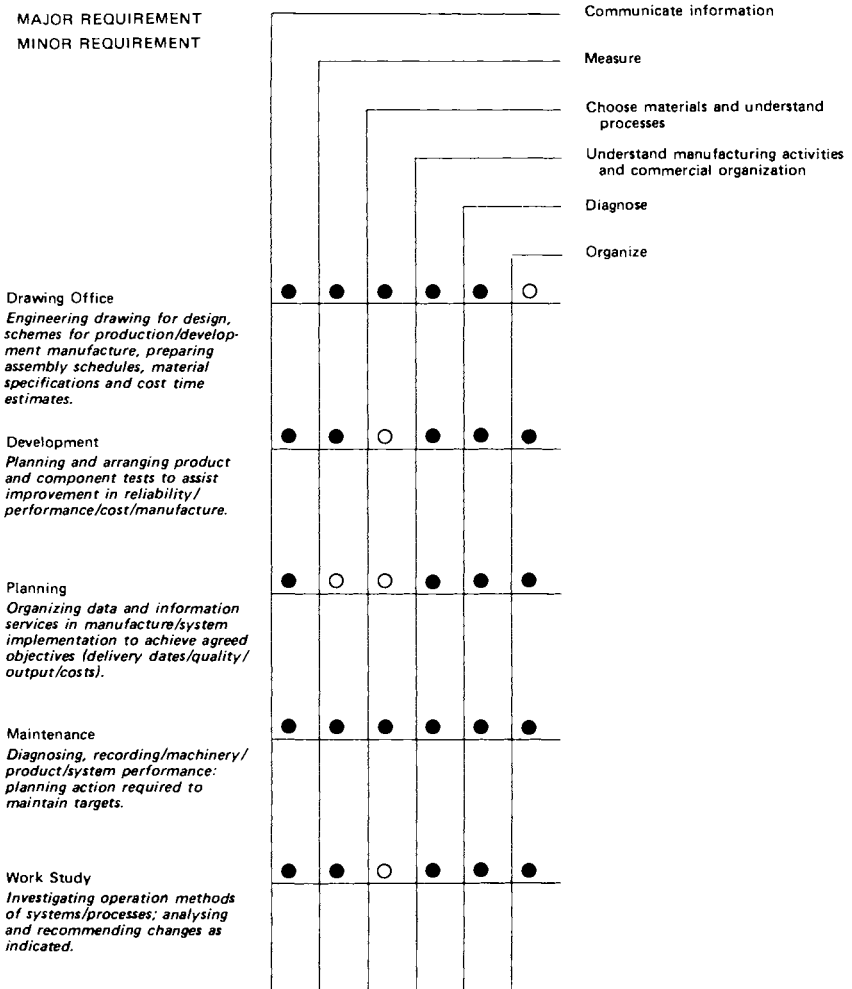 MAJOR REQUIREMENT
MINOR REQUIREMENT
Communicate information
Measure
Choose materials and understand
processes
Understand manufacturing activities
and commercial organization
Diagnose
Organize
Drawing Office
Engineering drawing for design,
schemes for production/develop-
ment manufacture, preparing
assembly schedules, material
specifications and cost time
estimates.
Development
Planning and arranging product
and component tests to assist
improvement in reliability/
performance/cost/manufacture.
Planning
Organizing data and information
services in manufacture/system
implementation to achieve agreed
objectives (delivery dates/quality/
output/costs).
Maintenance
Diagnosing, recording/machinery/
product/system performance:
planning action required to
maintain targets.
Work Study
Investigating operation methods
of systems/processes; analysing
and recommending changes as
indicated.